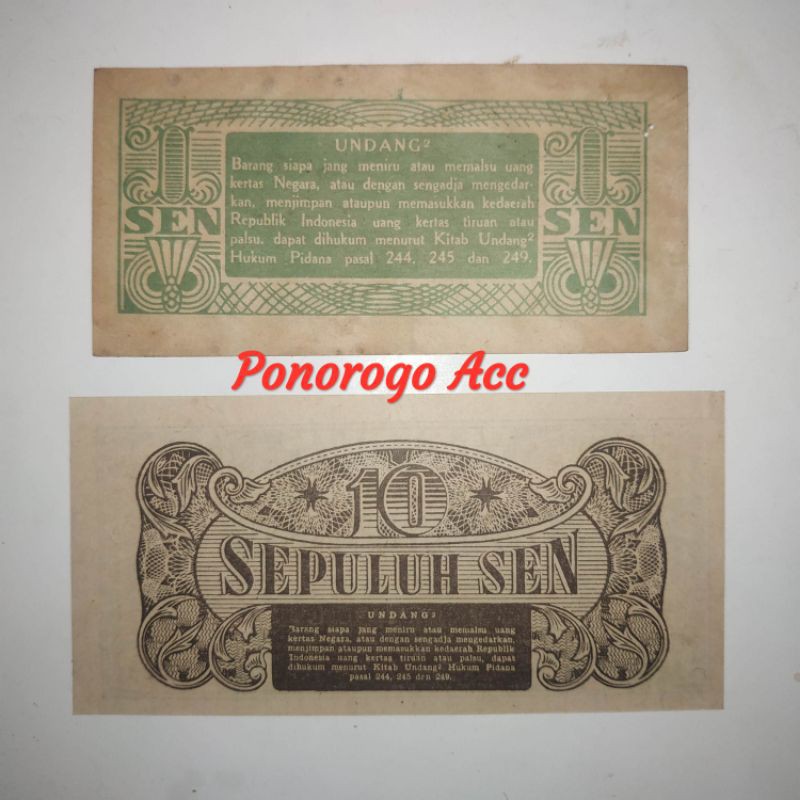 1 1
UNDANG²
Barang siapa jang meniru atau memalsu uang
kertas Negara, atau dengan sengadja mengedar-
kan, menjimpan ataupun memasukkan kedaerah
Republik Indonesia uang kertas tiruan atau
palsu. dapat dihukum menurut Kitab Undang²
Hukum Pidana pasal 244, 245 dan 249.
SEN SEN
Ponorogo Acc
10
SEPULUH SEN
UNDANG²
Barang siapa jang meniru atau memalsu uang
kertas Negara, atau dengan sengadja mengedarkan,
menjimpan ataupun memasukkan kedaerah Republik
Indonesia uang kertas tiruan atau palsu, dapat
dihukum menurut Kitab Undang² Hukum Pidana
pasal 244, 245 dan 249.